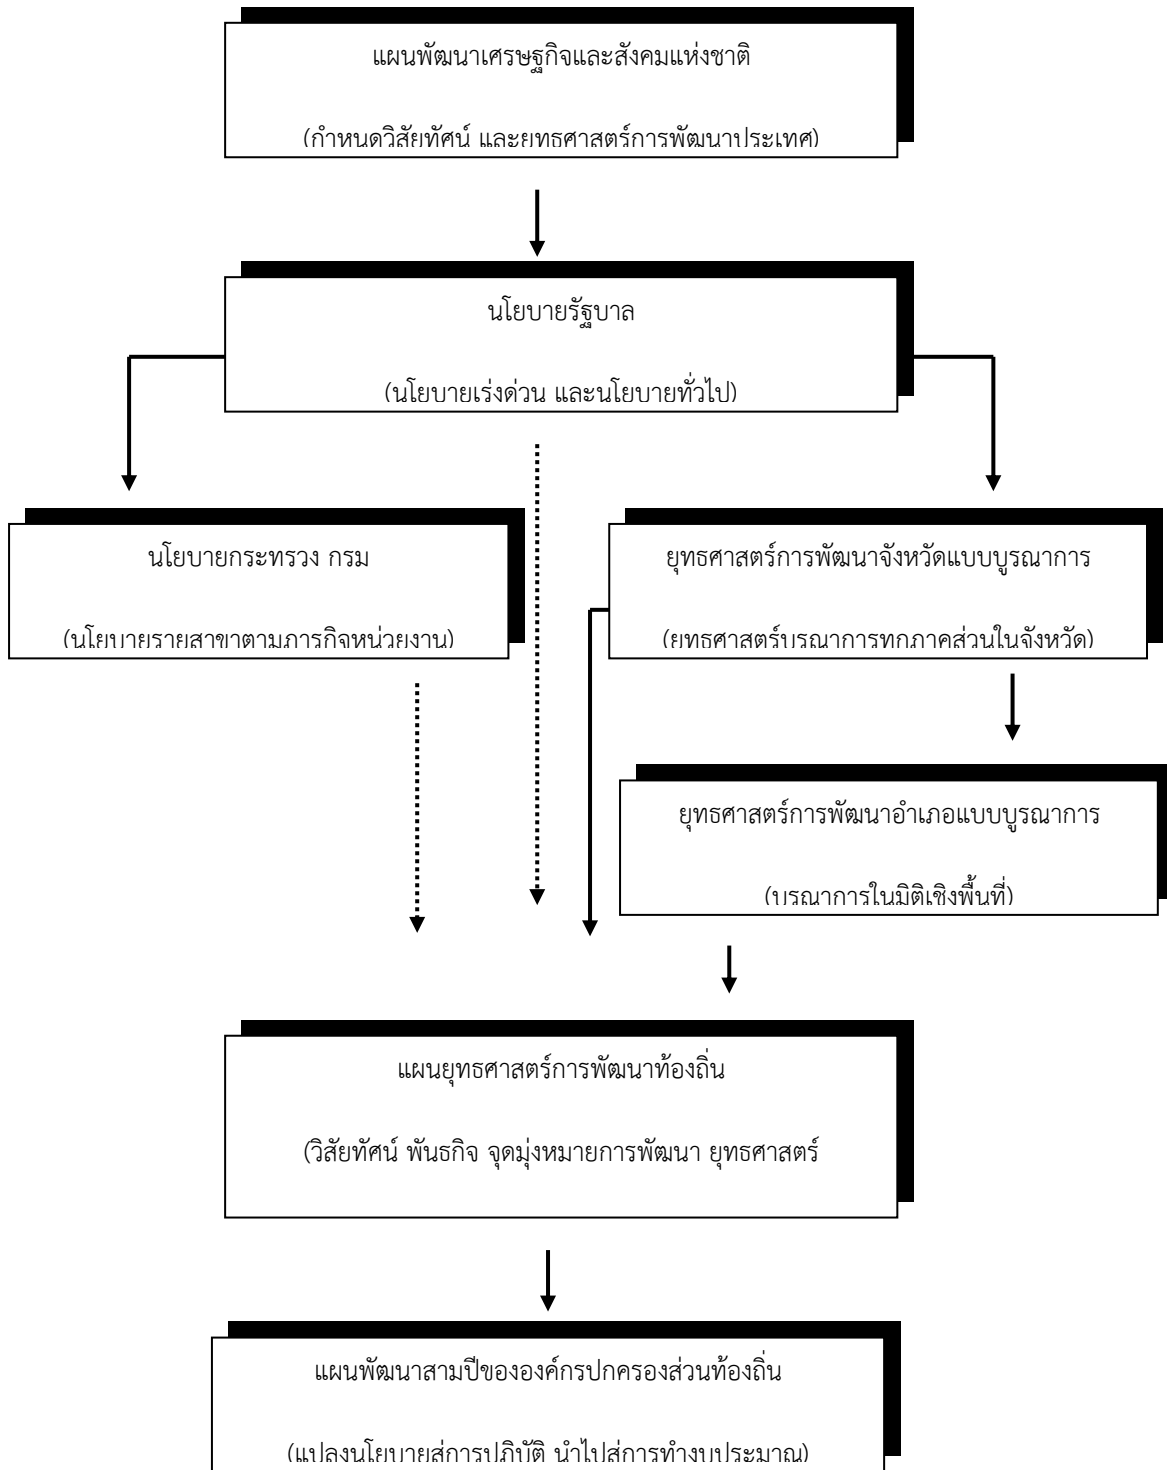 แผนพัฒนาเศรษฐกิจและสังคมแห่งชาติ
(กำหนดวิสัยทัศน์ และยุทธศาสตร์การพัฒนาประเทศ)
นโยบายรัฐบาล
(นโยบายเร่งด่วน และนโยบายทั่วไป)
นโยบายกระทรวง กรม
(นโยบายรายสาขาตามภารกิจหน่วยงาน)
ยุทธศาสตร์การพัฒนาจังหวัดแบบบูรณาการ
(ยุทธศาสตร์บูรณาการทุกภาคส่วนในจังหวัด)
ยุทธศาสตร์การพัฒนาอำเภอแบบบูรณาการ
(บูรณาการในมิติเชิงพื้นที่)
แผนยุทธศาสตร์การพัฒนาท้องถิ่น
(วิสัยทัศน์ พันธกิจ จุดมุ่งหมายการพัฒนา ยุทธศาสตร์
แผนพัฒนาสามปีขององค์กรปกครองส่วนท้องถิ่น
(แปลงนโยบายสู่การปฏิบัติ นำไปสู่การทำงบประมาณ)